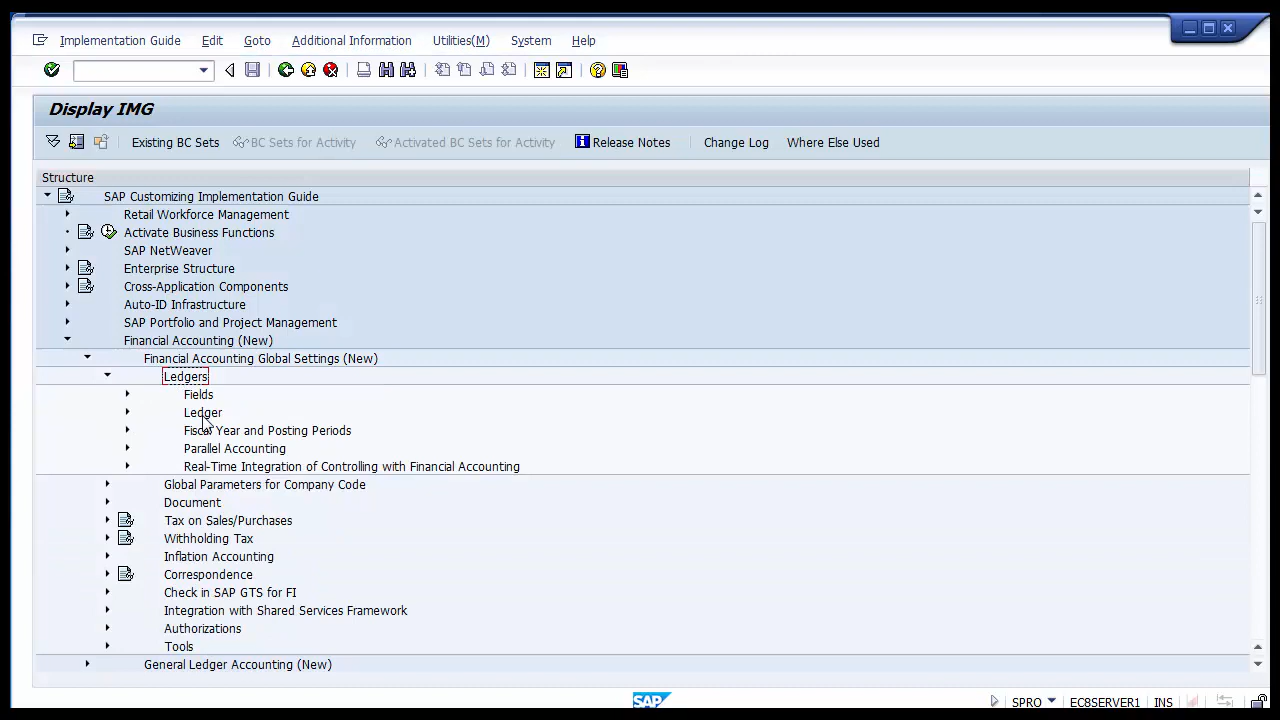 Implementation Guide Edit Goto Additional Information Utilities(M) System Help
Display IMG
Existing BC Sets BC Sets for Activity Activated BC Sets for Activity Release Notes Change Log Where Else Used
Structure
SAP Customizing Implementation Guide
Retail Workforce Management
Activate Business Functions
SAP NetWeaver
Enterprise Structure
Cross-Application Components
Auto-ID Infrastructure
SAP Portfolio and Project Management
Financial Accounting (New)
Financial Accounting Global Settings (New)
Ledgers
Fields
Ledger
Fiscal Year and Posting Periods
Parallel Accounting
Real-Time Integration of Controlling with Financial Accounting
Global Parameters for Company Code
Document
Tax on Sales/Purchases
Withholding Tax
Inflation Accounting
Correspondence
Check in SAP GTS for FI
Integration with Shared Services Framework
Authorizations
Tools
General Ledger Accounting (New)
SAP SPRO EC8SERVER1 INS